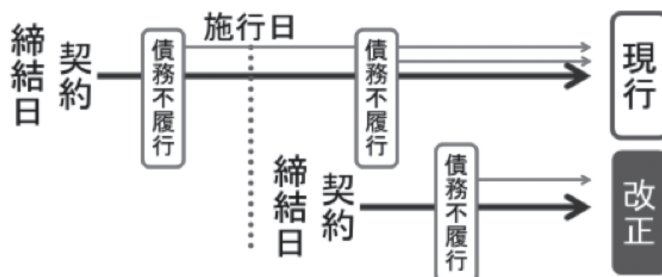 契約
締結日
債務不履行
施行日
債務不履行
現行
契約
締結日
債務不履行
改正